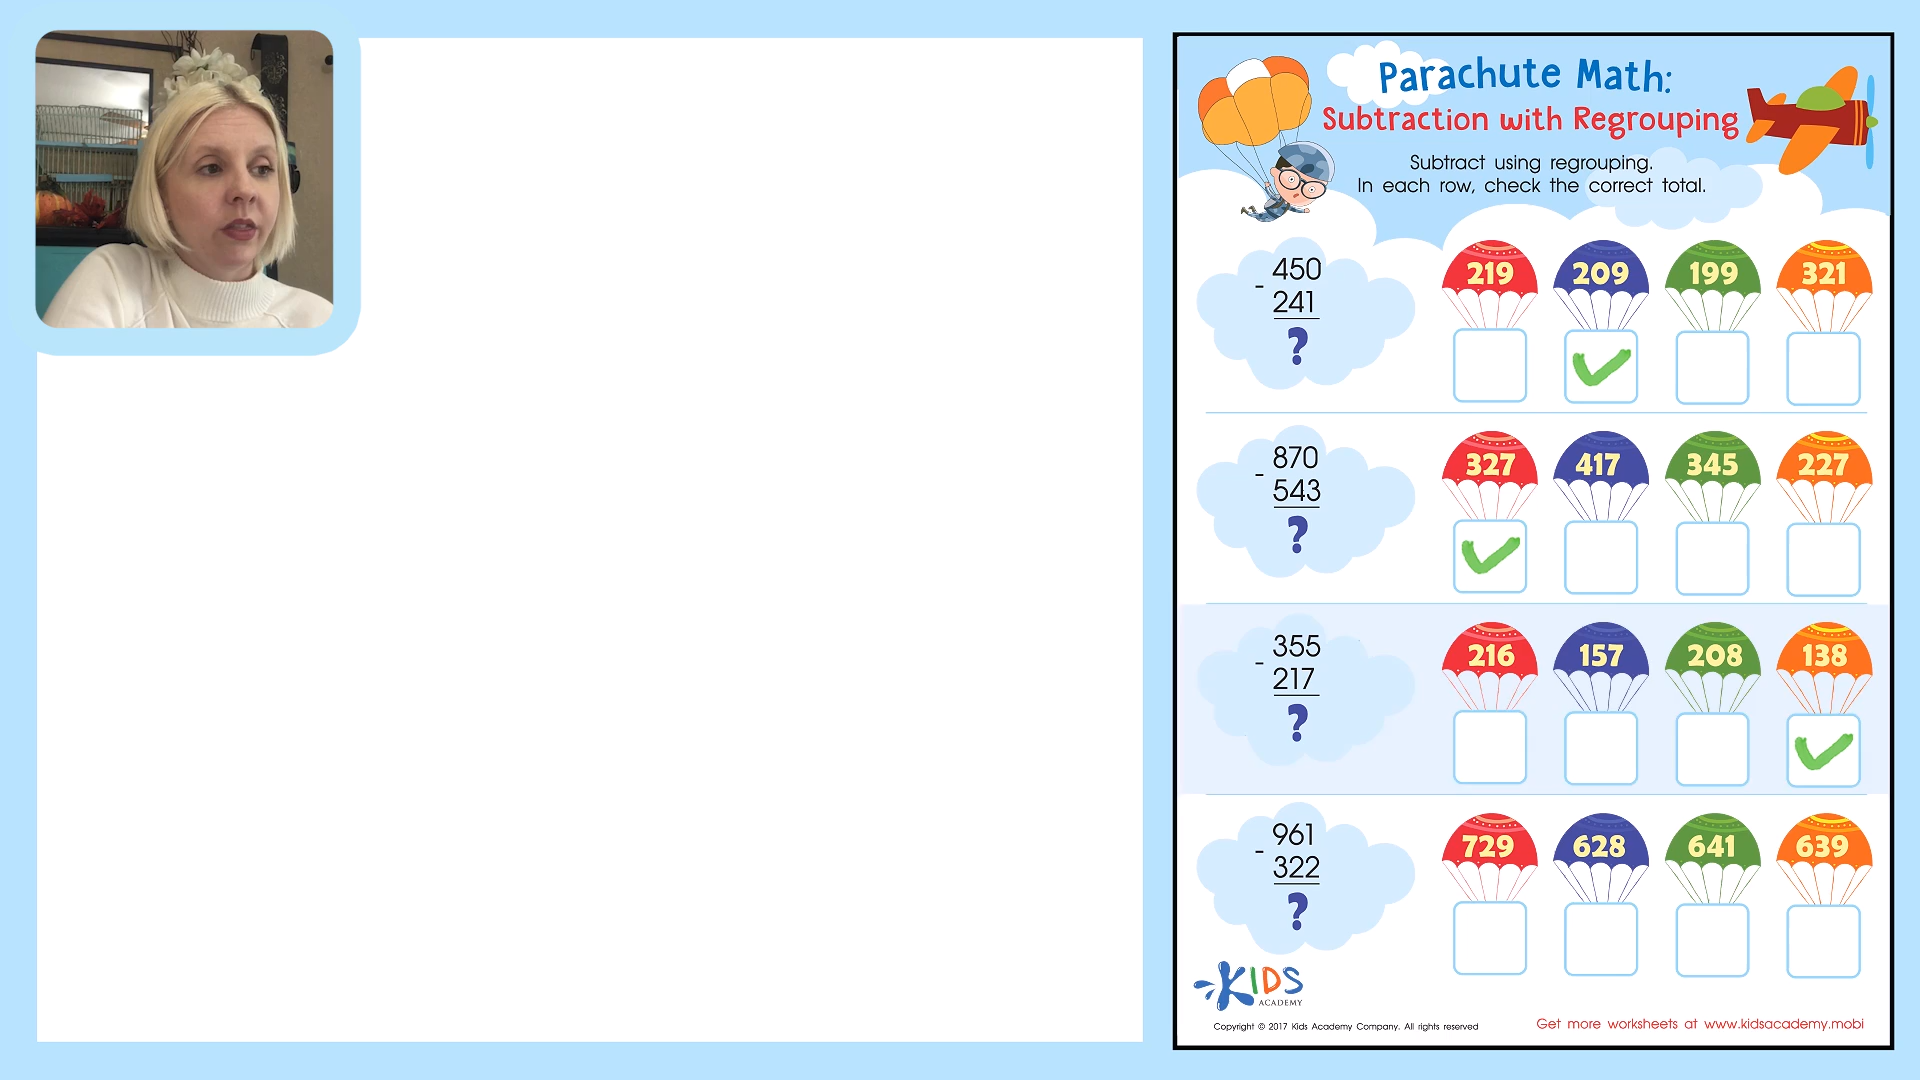 Parachute Math:
Subtraction with Regrouping
Subtract using regrouping.
In each row, check the correct total.
- 450
241
?
219 209 199 321
- 870
543
?
327 417 345 227
- 355
217
?
216 157 208 138
- 961
322
?
729 628 641 639
KIDS
ACADEMY
Copyright © 2017 Kids Academy Company. All rights reserved
Get more worksheets at www.kidsacademy.mobi